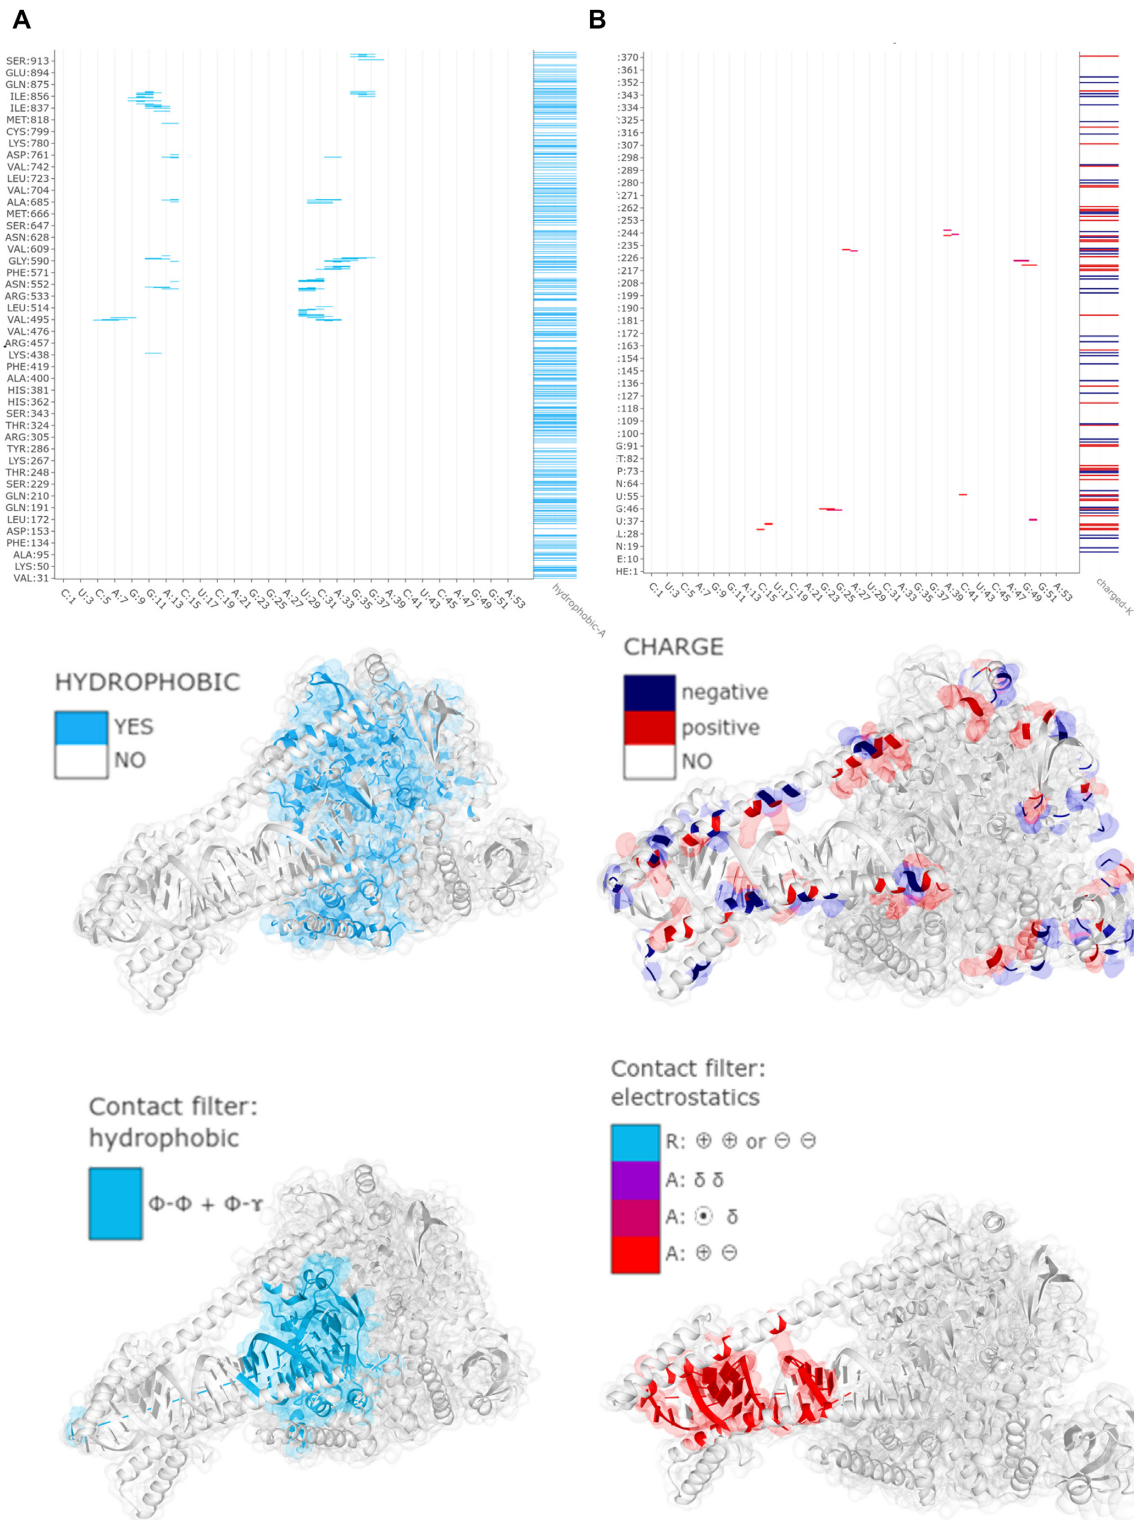 A
B
SER:913
GLU:894
GLN:875
ILE:856
ILE:837
MET:818
CYS:799
LYS:780
ASP:761
VAL:742
LEU:723
VAL:704
ALA:685
MET:666
SER:647
ASN:628
VAL:609
GLY:590
PHE:571
ASN:552
ARG:533
LEU:514
VAL:495
VAL:476
ARG:457
LYS:438
PHE:419
ALA:400
HIS:381
HIS:362
SER:343
THR:324
ARG:305
TYR:286
LYS:267
THR:248
SER:229
GLN:210
GLN:191
LEU:172
ASP:153
PHE:134
ALA:95
LYS:50
VAL:31
C:1 U:3 C:5 A:7 G:9 G:11 A:13 C:15 U:17 C:19 A:21 G:23 G:25 A:27 U:29 C:31 A:33 G:35 G:37 A:39 C:41 U:43 C:45 A:47 G:49 G:51 A:53
hydrophobic-A
:370
:361
:352
:343
:334
:325
:316
:307
:298
:289
:280
:271
:262
:253
:244
:235
:226
:217
:208
:199
:190
:181
:172
:163
:154
:145
:136
:127
:118
:109
:100
G:91
T:82
P:73
N:64
U:55
G:46
U:37
L:28
N:19
E:10
HE:1
C:1 U:3 C:5 A:7 G:9 G:11 A:13 C:15 U:17 C:19 A:21 G:23 G:25 A:27 U:29 C:31 A:33 G:35 G:37 A:39 C:41 U:43 C:45 A:47 G:49 G:51 A:53
charged-K
HYDROPHOBIC
YES
NO
CHARGE
negative
positive
NO
Contact filter:
hydrophobic
Φ-Φ + Φ-ϒ
Contact filter:
electrostatics
R: ⊕ ⊕ or ⊖ ⊖
A: δ δ
A: ⊙ δ
A: ⊕ ⊖